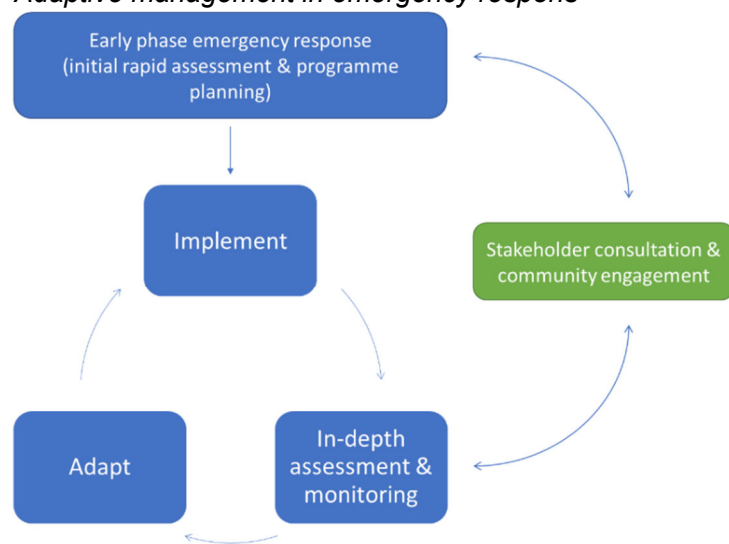 Adaptive management in emergency respons
Early phase emergency response
(initial rapid assessment & programme
planning)
Implement
Stakeholder consultation &
community engagement
Adapt
In-depth
assessment &
monitoring